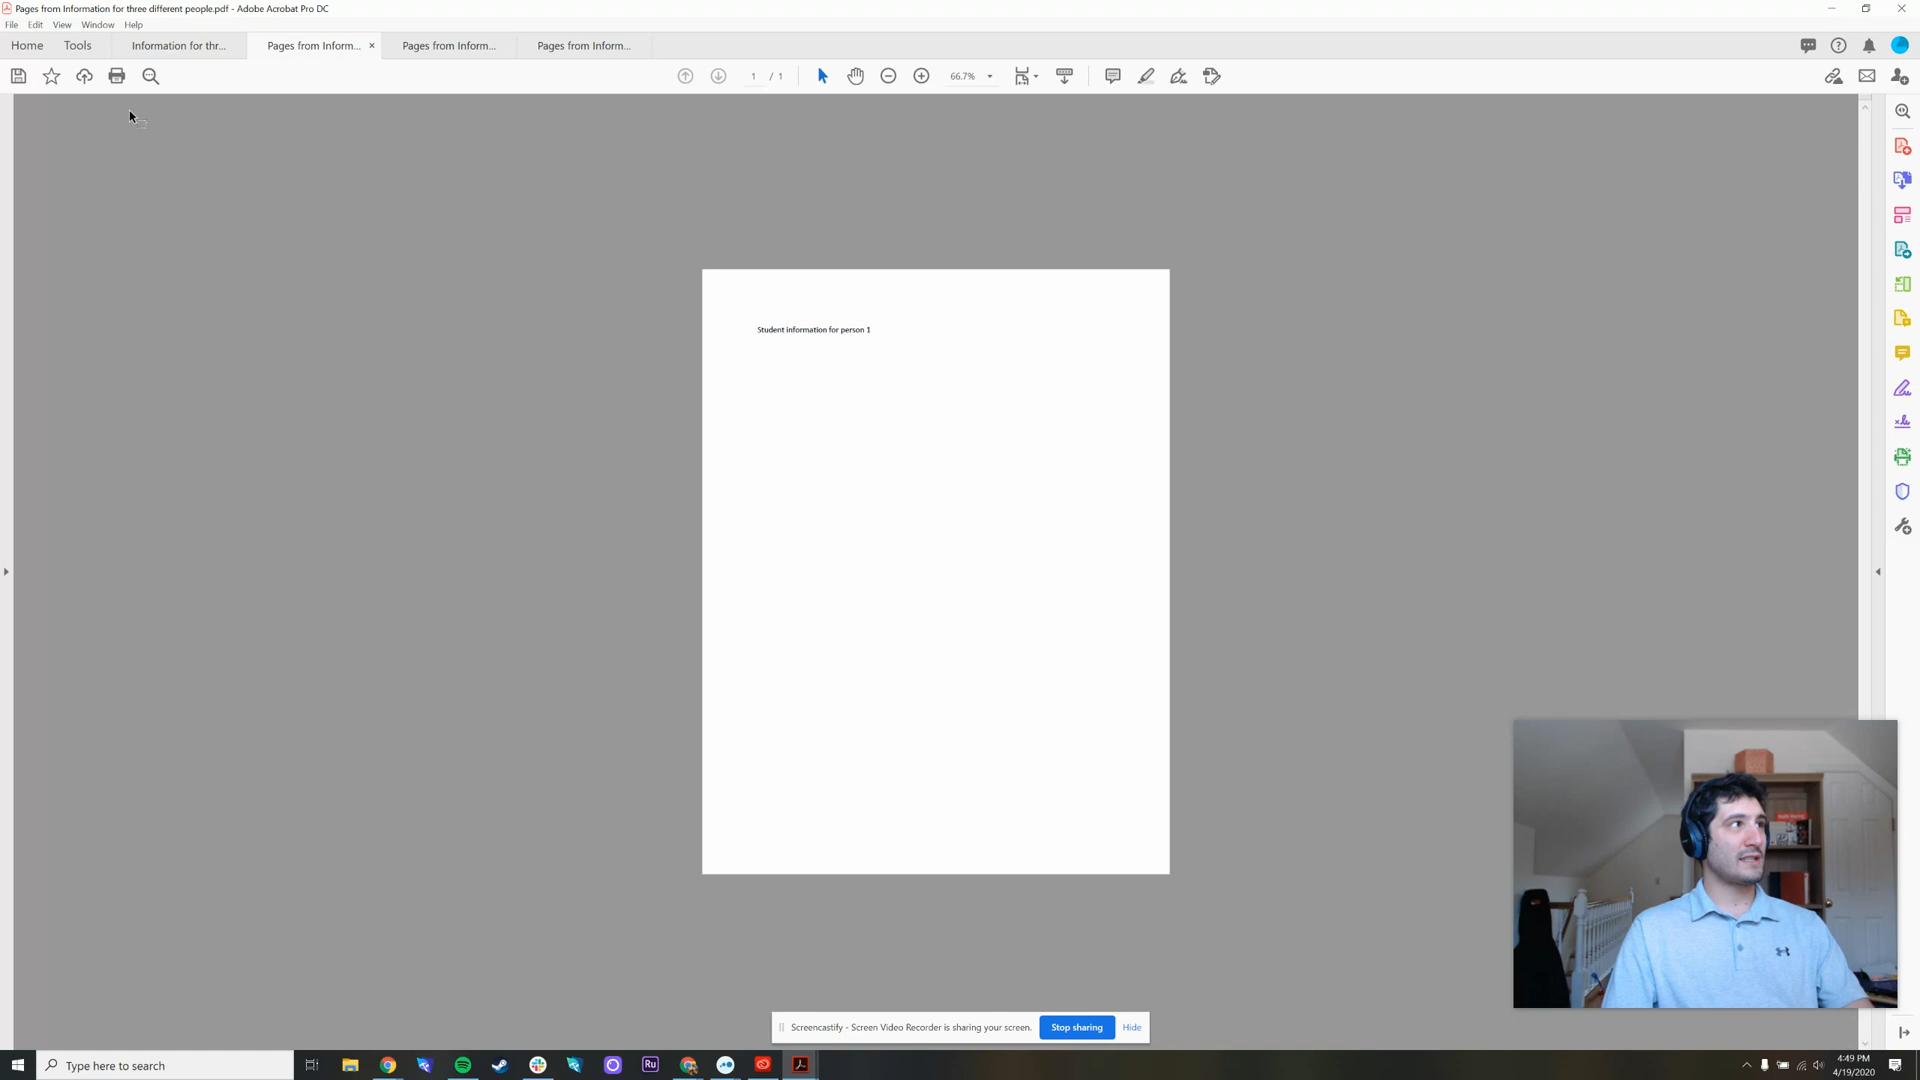 Pages from Information for three different people.pdf - Adobe Acrobat Pro DC
File Edit View Window Help
Home Tools Information for thr... Pages from Inform... × Pages from Inform... Pages from Inform...
1 / 1 66.7%
Student information for person 1
Screencastify - Screen Video Recorder is sharing your screen. Stop sharing Hide
Type here to search
Ru
4:49 PM
4/19/2020